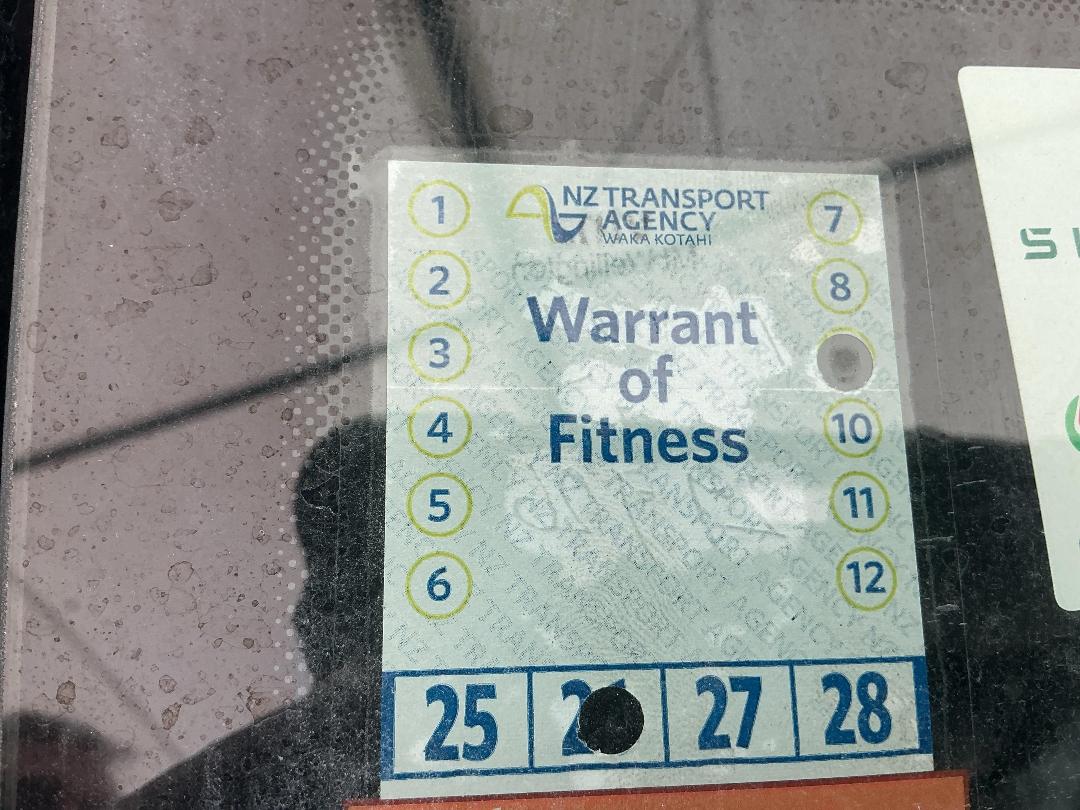 NZ TRANSPORT
AGENCY
WAKA KOTAHI
1
2
3
4
5
6
Warrant
of
Fitness
7
8
10
11
12
25
27
28